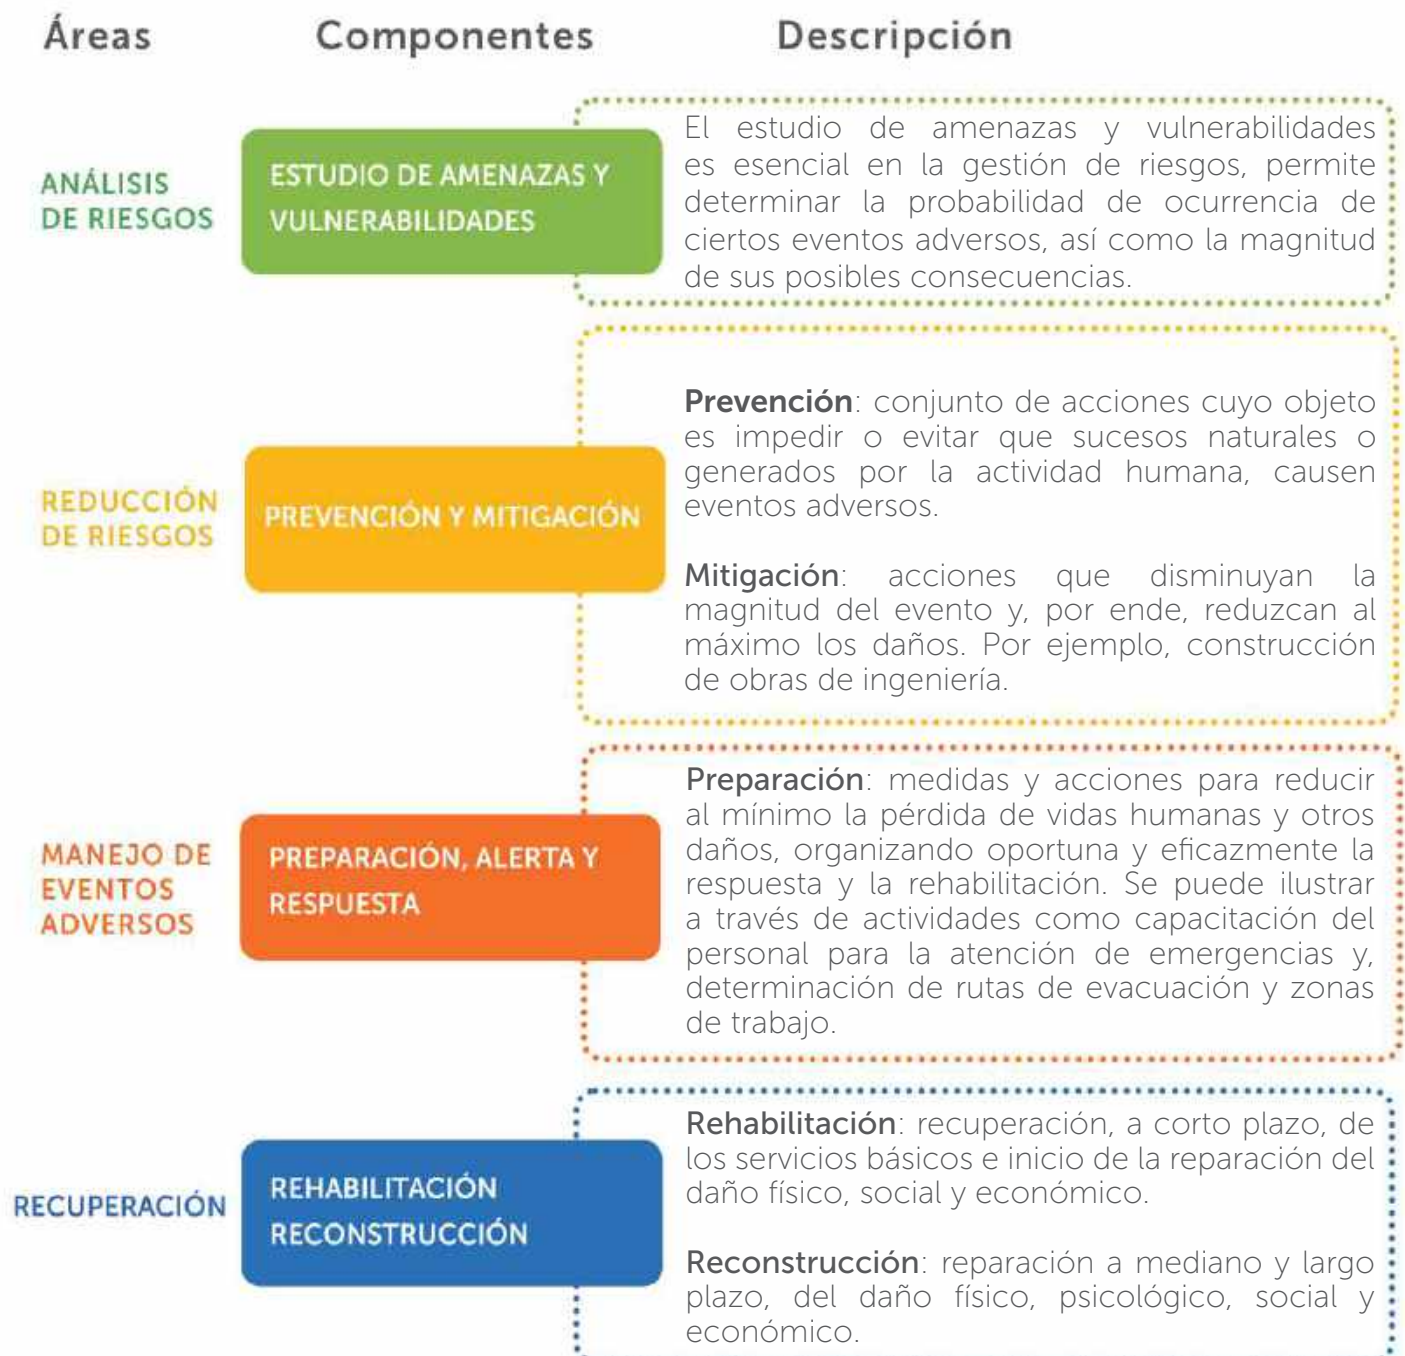 Áreas Componentes Descripción
ANÁLISIS
DE RIESGOS
ESTUDIO DE AMENAZAS Y
VULNERABILIDADES
El estudio de amenazas y vulnerabilidades
es esencial en la gestión de riesgos, permite
determinar la probabilidad de ocurrencia de
ciertos eventos adversos, así como la magnitud
de sus posibles consecuencias.
REDUCCIÓN
DE RIESGOS
PREVENCIÓN Y MITIGACIÓN
Prevención: conjunto de acciones cuyo objeto
es impedir o evitar que sucesos naturales o
generados por la actividad humana, causen
eventos adversos.
Mitigación: acciones que disminuyan la
magnitud del evento y, por ende, reduzcan al
máximo los daños. Por ejemplo, construcción
de obras de ingeniería.
MANEJO DE
EVENTOS
ADVERSOS
PREPARACIÓN, ALERTA Y
RESPUESTA
Preparación: medidas y acciones para reducir
al mínimo la pérdida de vidas humanas y otros
daños, organizando oportuna y eficazmente la
respuesta y la rehabilitación. Se puede ilustrar
a través de actividades como capacitación del
personal para la atención de emergencias y,
determinación de rutas de evacuación y zonas
de trabajo.
RECUPERACIÓN
REHABILITACIÓN
RECONSTRUCCIÓN
Rehabilitación: recuperación, a corto plazo, de
los servicios básicos e inicio de la reparación del
daño físico, social y económico.
Reconstrucción: reparación a mediano y largo
plazo, del daño físico, psicológico, social y
económico.